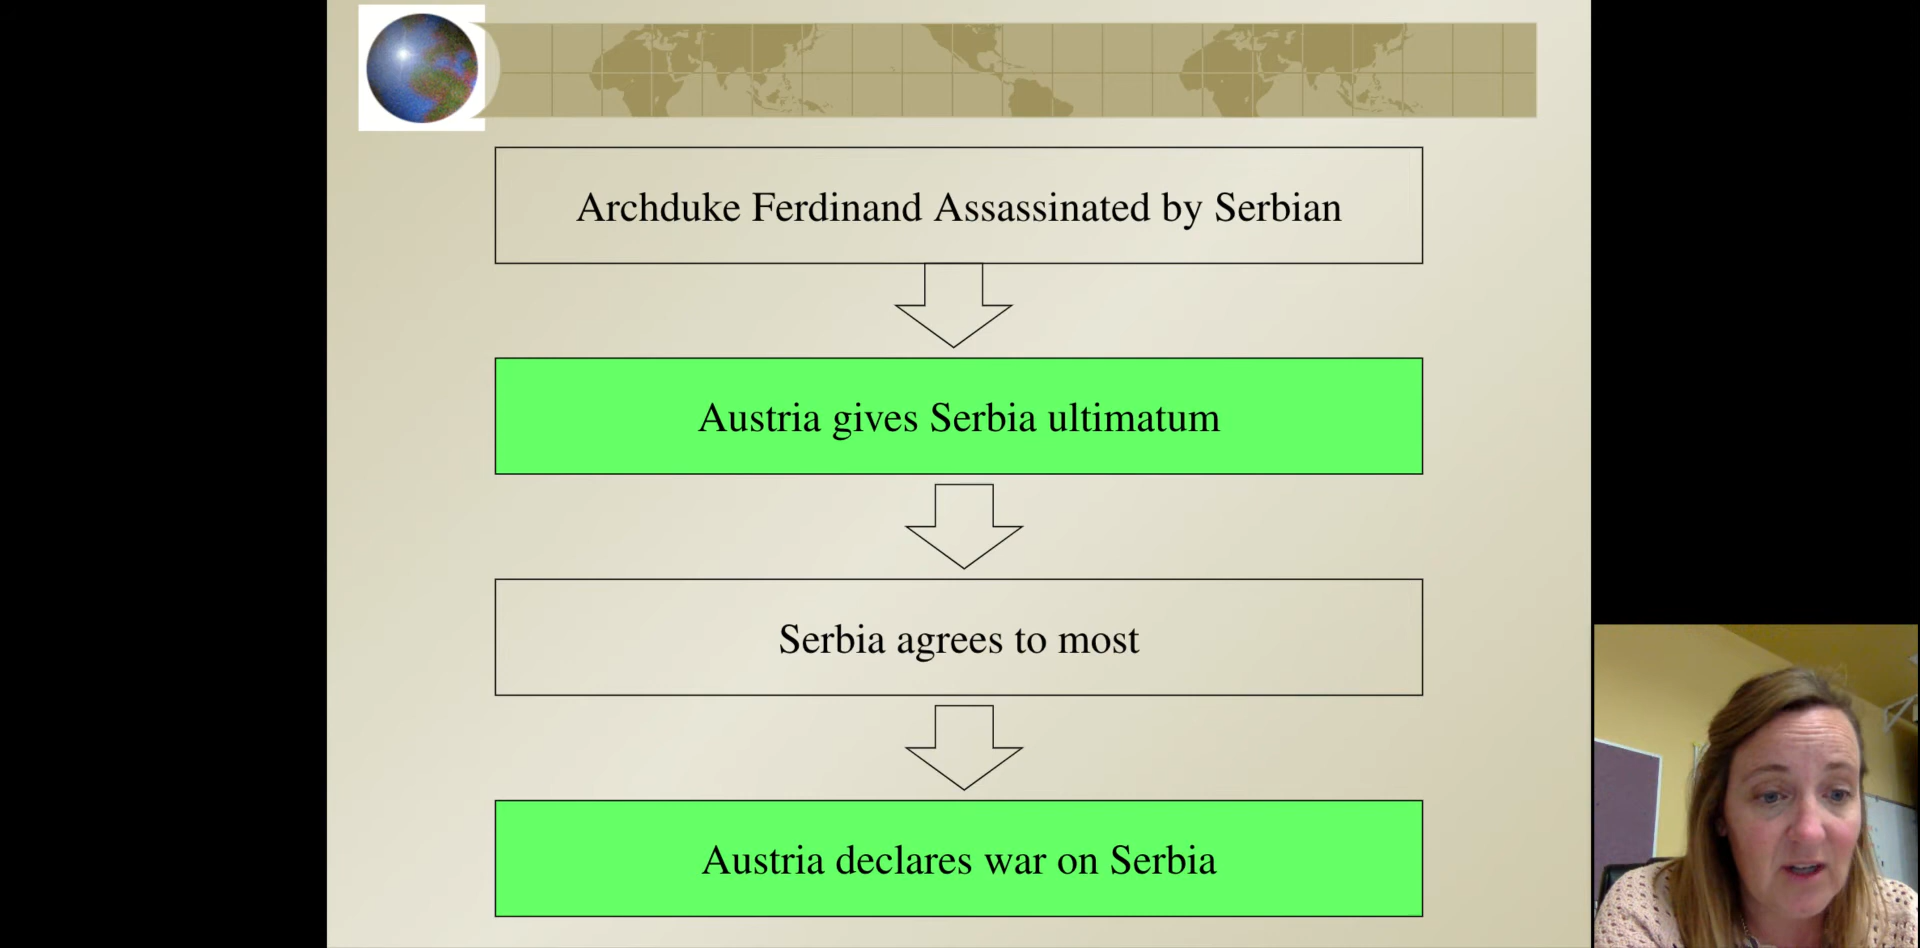 Archduke Ferdinand Assassinated by Serbian
Austria gives Serbia ultimatum
Serbia agrees to most
Austria declares war on Serbia